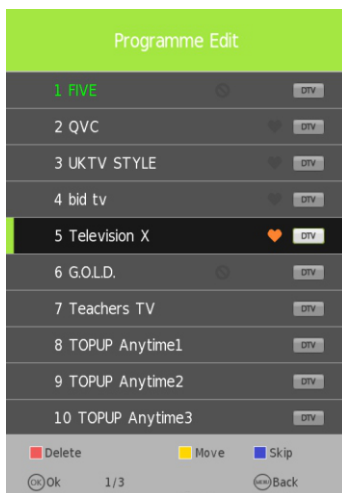 Programme Edit
1 FIVE DTV
2 QVC DTV
3 UKTV STYLE DTV
4 bid tv DTV
5 Television X DTV
6 G.O.L.D. DTV
7 Teachers TV DTV
8 TOPUP Anytime1 DTV
9 TOPUP Anytime2 DTV
10 TOPUP Anytime3 DTV
Delete Move Skip
OK Ok 1/3 MENU Back